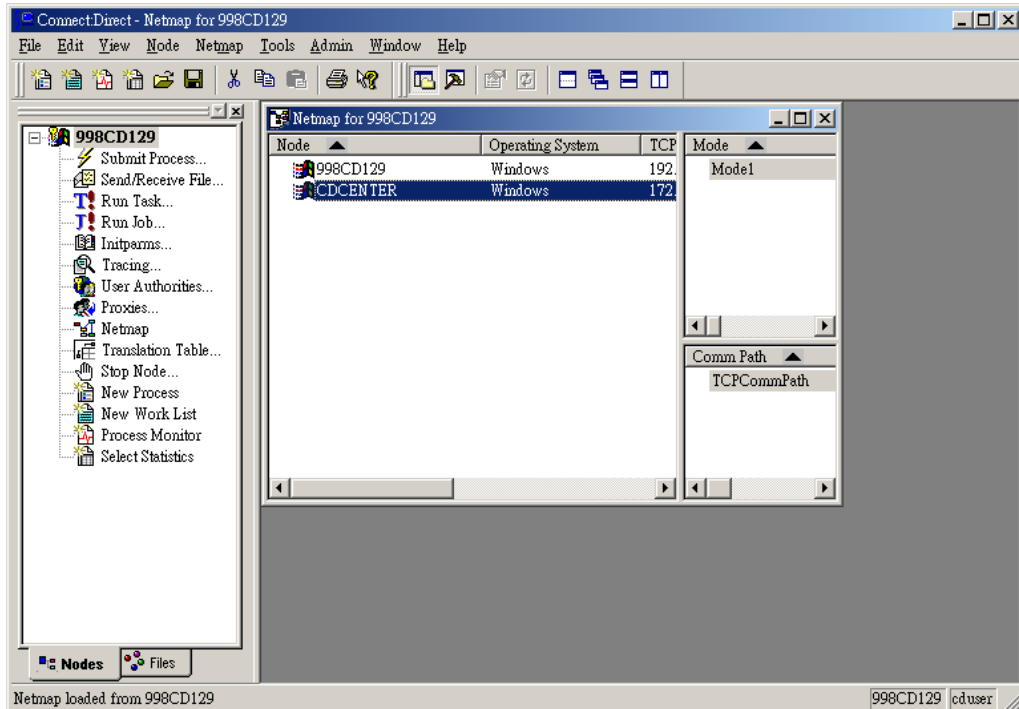 Connect:Direct - Netmap for 998CD129
File Edit View Node Netmap Tools Admin Window Help
998CD129
Submit Process...
Send/Receive File...
Run Task...
Run Job...
Initparms...
Tracing...
User Authorities...
Proxies...
Netmap
Translation Table...
Stop Node...
New Process
New Work List
Process Monitor
Select Statistics
Nodes Files
Netmap for 998CD129
Node Operating System TCP
998CD129 Windows 192.
CDCENTER Windows 172.
Mode
Mode1
Comm Path
TCPCommPath
Netmap loaded from 998CD129
998CD129 cduser